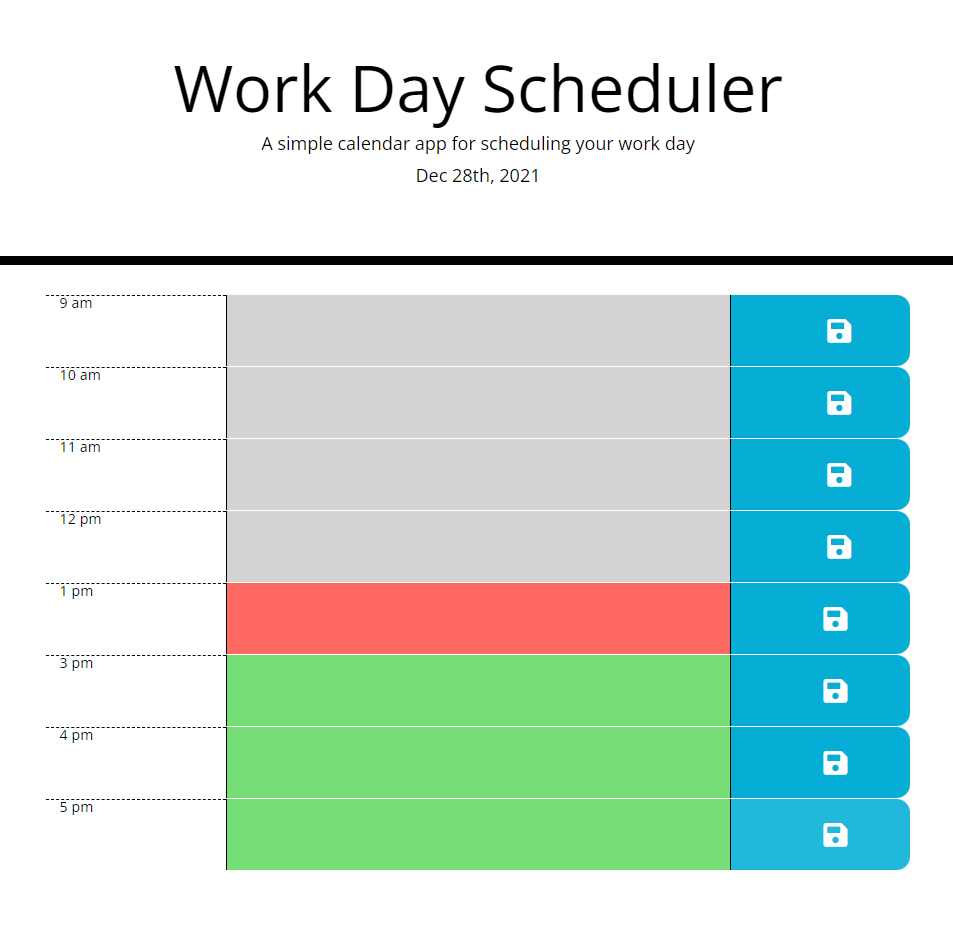 Work Day Scheduler
A simple calendar app for scheduling your work day
Dec 28th, 2021
9 am
10 am
11 am
12 pm
1 pm
3 pm
4 pm
5 pm